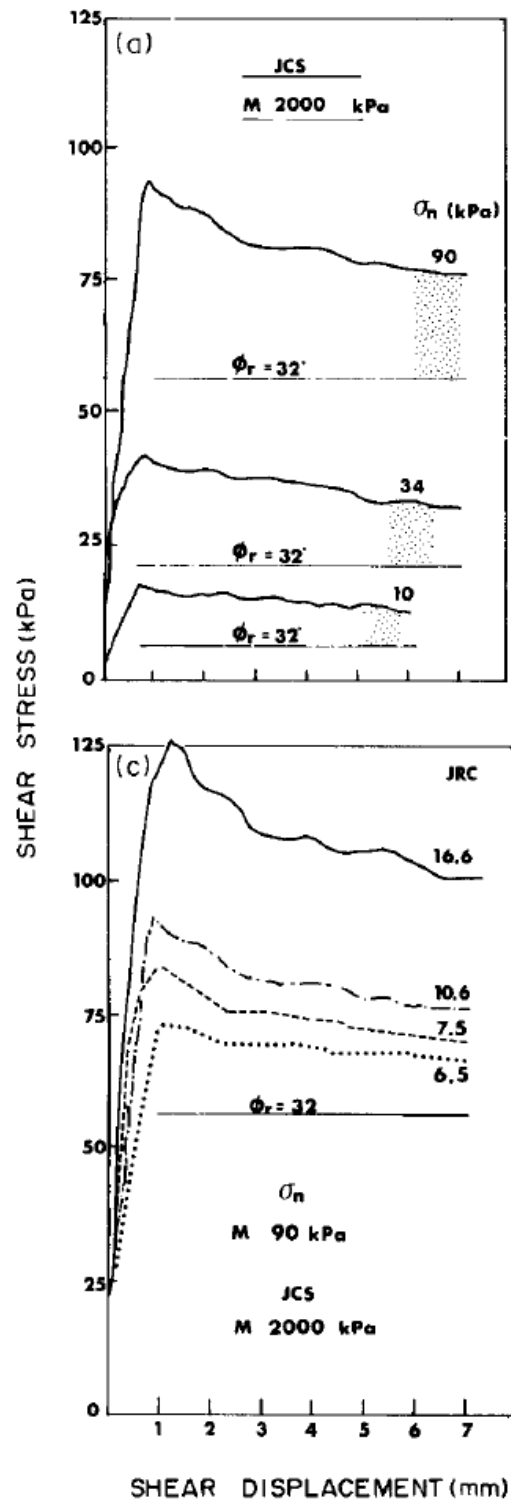 125
(a)
JCS
M 2000 kPa
100
σn (kPa)
90
75
ϕr = 32°
50
34
25
ϕr = 32°
10
ϕr = 32°
0
SHEAR STRESS (kPa)
125
(c)
JRC
16.6
100
10.6
75
7.5
6.5
ϕr = 32
50
σn
M 90 kPa
25
JCS
M 2000 kPa
0
1 2 3 4 5 6 7
SHEAR DISPLACEMENT (mm)